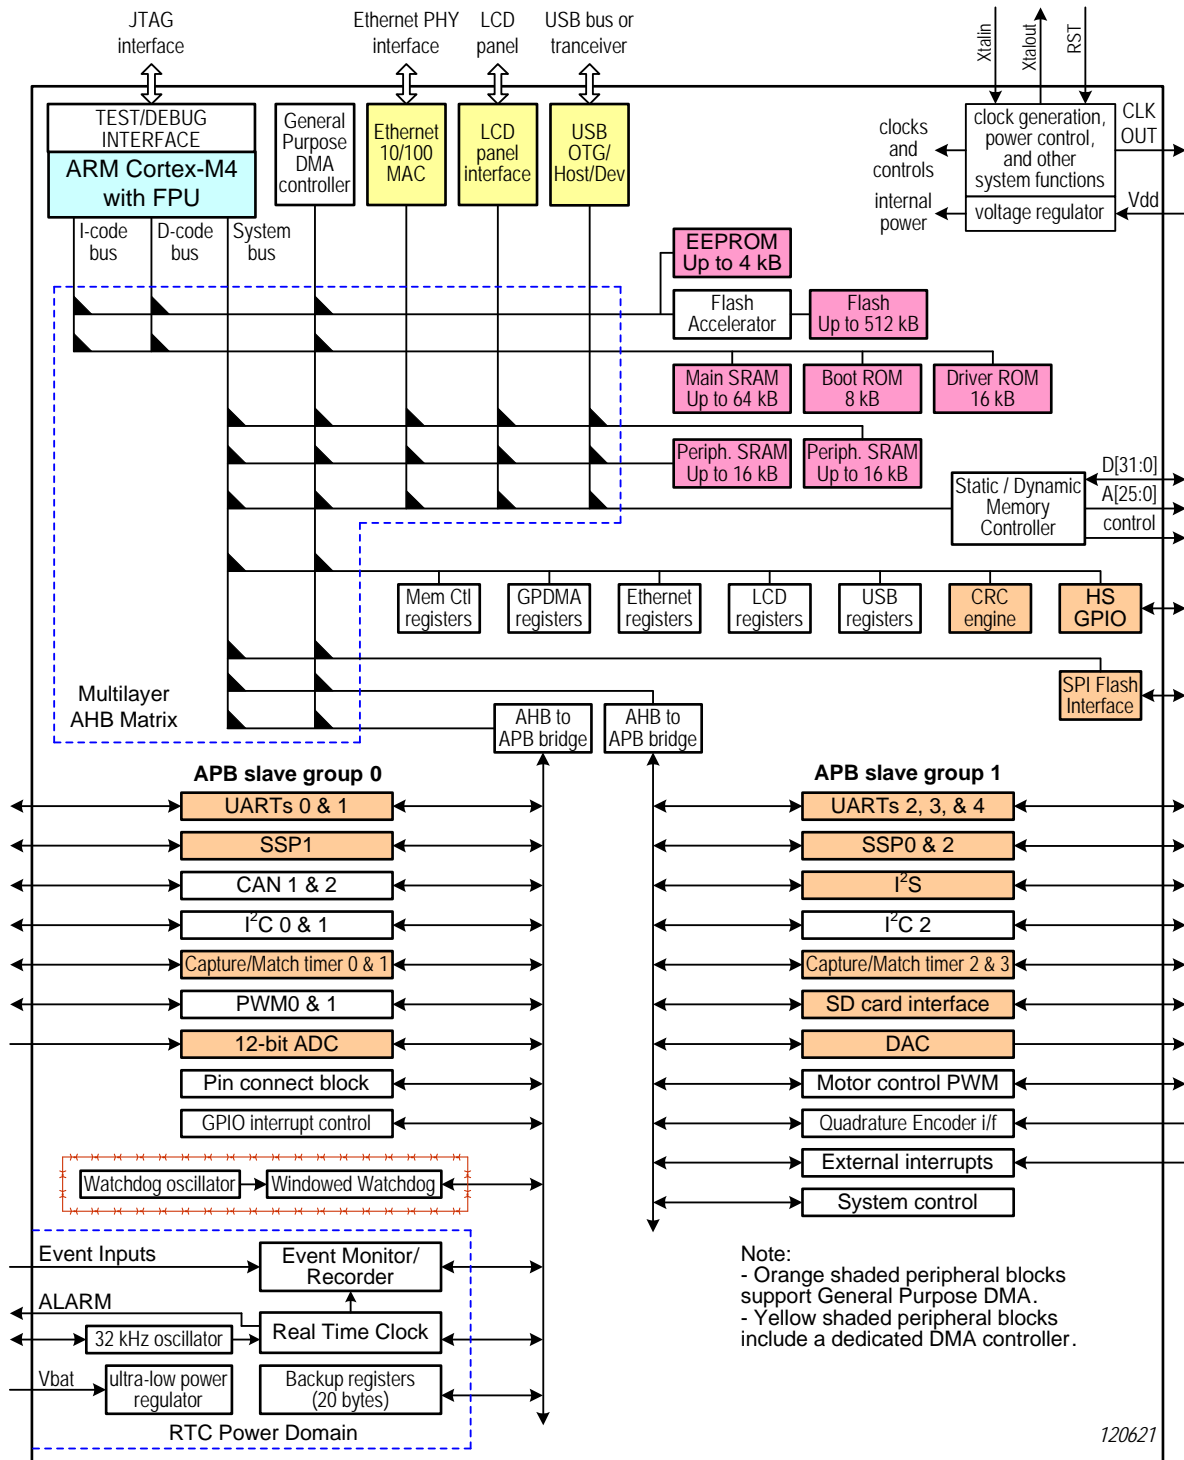 JTAG
interface
Ethernet PHY
interface
LCD
panel
USB bus or
tranceiver
Xtalin
Xtalout
RST
TEST/DEBUG
INTERFACE
ARM Cortex-M4
with FPU
General
Purpose
DMA
controller
Ethernet
10/100
MAC
LCD
panel
interface
USB
OTG/
Host/Dev
clocks
and
controls
clock generation,
power control,
and other
system functions
CLK
OUT
internal
power
voltage regulator
Vdd
I-code
bus
D-code
bus
System
bus
EEPROM
Up to 4 kB
Flash
Accelerator
Flash
Up to 512 kB
Main SRAM
Up to 64 kB
Boot ROM
8 kB
Driver ROM
16 kB
Periph. SRAM
Up to 16 kB
Periph. SRAM
Up to 16 kB
Static / Dynamic
Memory
Controller
D[31:0]
A[25:0]
control
Mem Ctl
registers
GPDMA
registers
Ethernet
registers
LCD
registers
USB
registers
CRC
engine
HS
GPIO
SPI Flash
Interface
Multilayer
AHB Matrix
AHB to
APB bridge
AHB to
APB bridge
APB slave group 0
UARTs 0 & 1
SSP1
CAN 1 & 2
I²C 0 & 1
Capture/Match timer 0 & 1
PWM0 & 1
12-bit ADC
Pin connect block
GPIO interrupt control
Watchdog oscillator
Windowed Watchdog
APB slave group 1
UARTs 2, 3, & 4
SSP0 & 2
I²S
I²C 2
Capture/Match timer 2 & 3
SD card interface
DAC
Motor control PWM
Quadrature Encoder i/f
External interrupts
System control
Event Inputs
Event Monitor/
Recorder
ALARM
32 kHz oscillator
Real Time Clock
Vbat
ultra-low power
regulator
Backup registers
(20 bytes)
RTC Power Domain
Note:
- Orange shaded peripheral blocks
support General Purpose DMA.
- Yellow shaded peripheral blocks
include a dedicated DMA controller.
120621